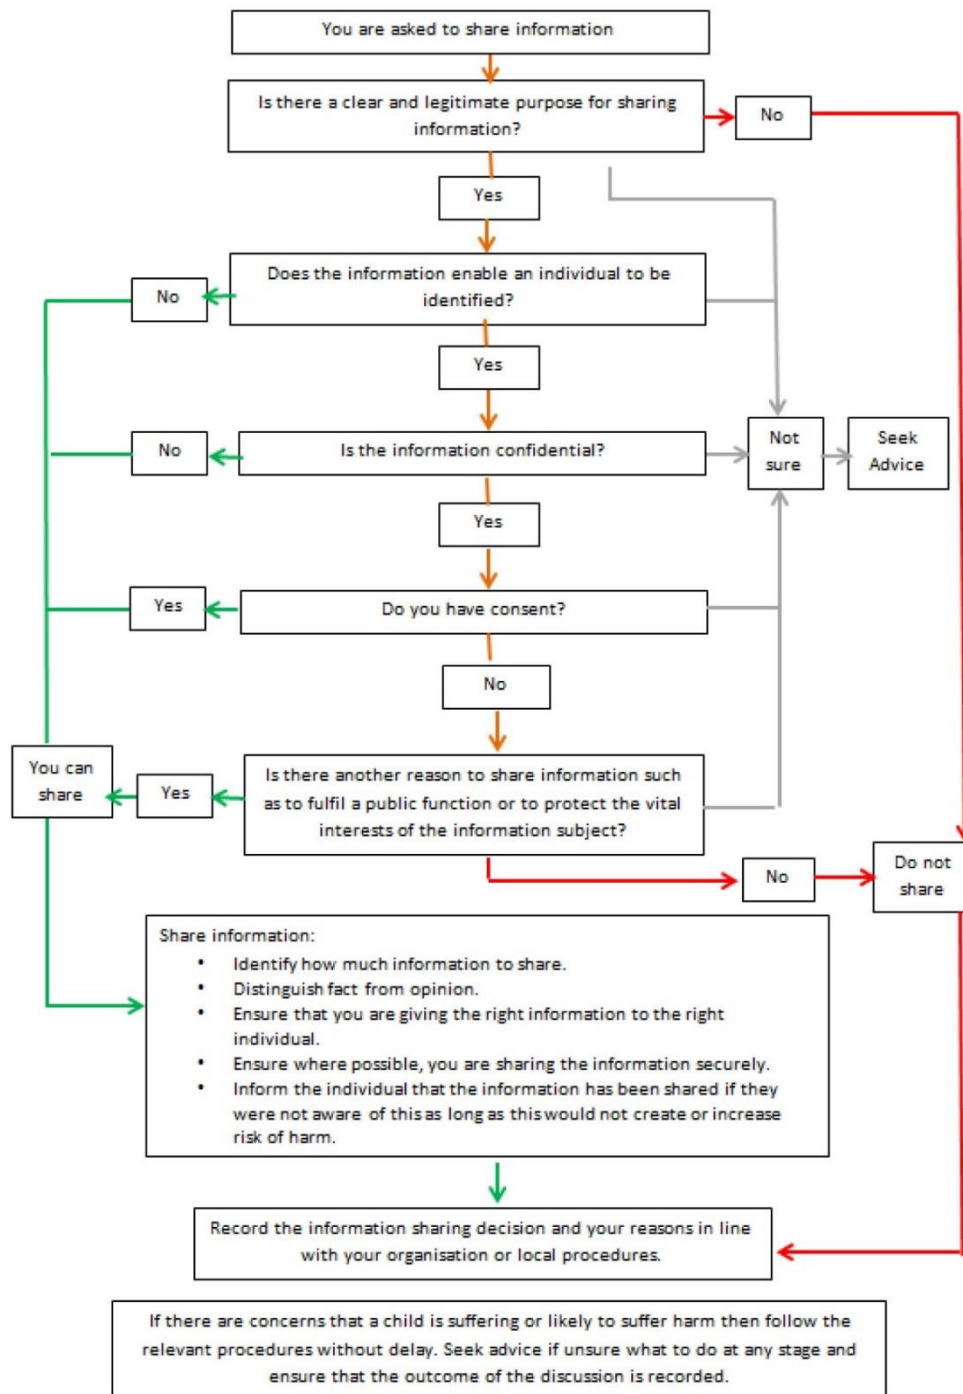 You are asked to share information
Is there a clear and legitimate purpose for sharing
information?
No
Yes
Does the information enable an individual to be
identified?
No
Yes
Is the information confidential?
No
Not
sure
Seek
Advice
Yes
Do you have consent?
Yes
No
Is there another reason to share information such
as to fulfil a public function or to protect the vital
interests of the information subject?
Yes
You can
share
No
Do not
share
Share information:
• Identify how much information to share.
• Distinguish fact from opinion.
• Ensure that you are giving the right information to the right
individual.
• Ensure where possible, you are sharing the information securely.
• Inform the individual that the information has been shared if they
were not aware of this as long as this would not create or increase
risk of harm.
Record the information sharing decision and your reasons in line
with your organisation or local procedures.
If there are concerns that a child is suffering or likely to suffer harm then follow the
relevant procedures without delay. Seek advice if unsure what to do at any stage and
ensure that the outcome of the discussion is recorded.